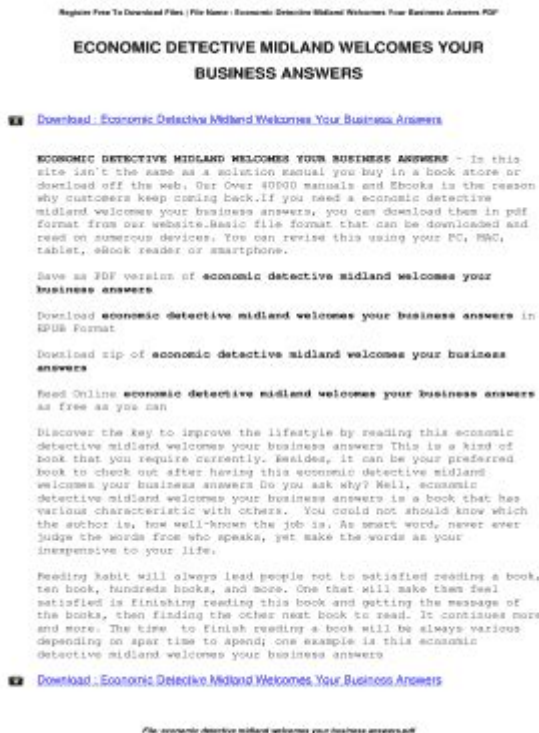 Register Free To Download Files | File Name : Economic Detective Midland Welcomes Your Business Answers PDF
ECONOMIC DETECTIVE MIDLAND WELCOMES YOUR
BUSINESS ANSWERS
Download : Economic Detective Midland Welcomes Your Business Answers
ECONOMIC DETECTIVE MIDLAND WELCOMES YOUR BUSINESS ANSWERS - In this
site isn't the same as a solution manual you buy in a book store or
download off the web. Our Over 40000 manuals and Ebooks is the reason
why customers keep coming back.If you need a economic detective
midland welcomes your business answers, you can download them in pdf
format from our website.Basic file format that can be downloaded and
read on numerous devices. You can revise this using your PC, MAC,
tablet, eBook reader or smartphone.
Save as PDF version of economic detective midland welcomes your
business answers
Download economic detective midland welcomes your business answers in
EPUB Format
Download zip of economic detective midland welcomes your business
answers
Read Online economic detective midland welcomes your business answers
as free as you can
Discover the key to improve the lifestyle by reading this economic
detective midland welcomes your business answers This is a kind of
book that you require currently. Besides, it can be your preferred
book to check out after having this economic detective midland
welcomes your business answers Do you ask why? Well, economic
detective midland welcomes your business answers is a book that has
various characteristic with others. You could not should know which
the author is, how well-known the job is. As smart word, never ever
judge the words from who speaks, yet make the words as your
inexpensive to your life.
Reading habit will always lead people not to satisfied reading a book,
ten book, hundreds books, and more. One that will make them feel
satisfied is finishing reading this book and getting the message of
the books, then finding the other next book to read. It continues more
and more. The time to finish reading a book will be always various
depending on spar time to spend; one example is this economic
detective midland welcomes your business answers
Download : Economic Detective Midland Welcomes Your Business Answers
File: economic detective midland welcomes your business answers.pdf